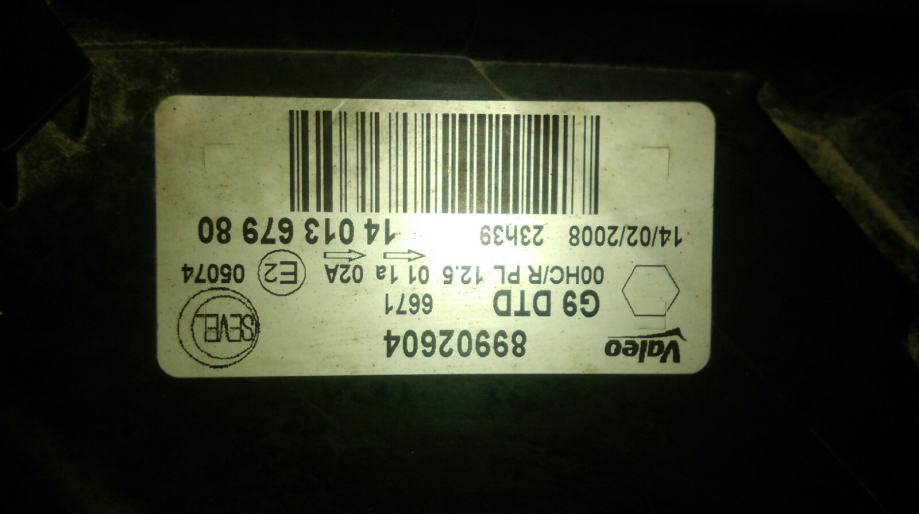 Valeo 89902604 SEVEL
G9 DTD 6671
00HC/R PL 12.5 01 1a 02A E2 05074
14/02/2008 23h39 14 013 679 80